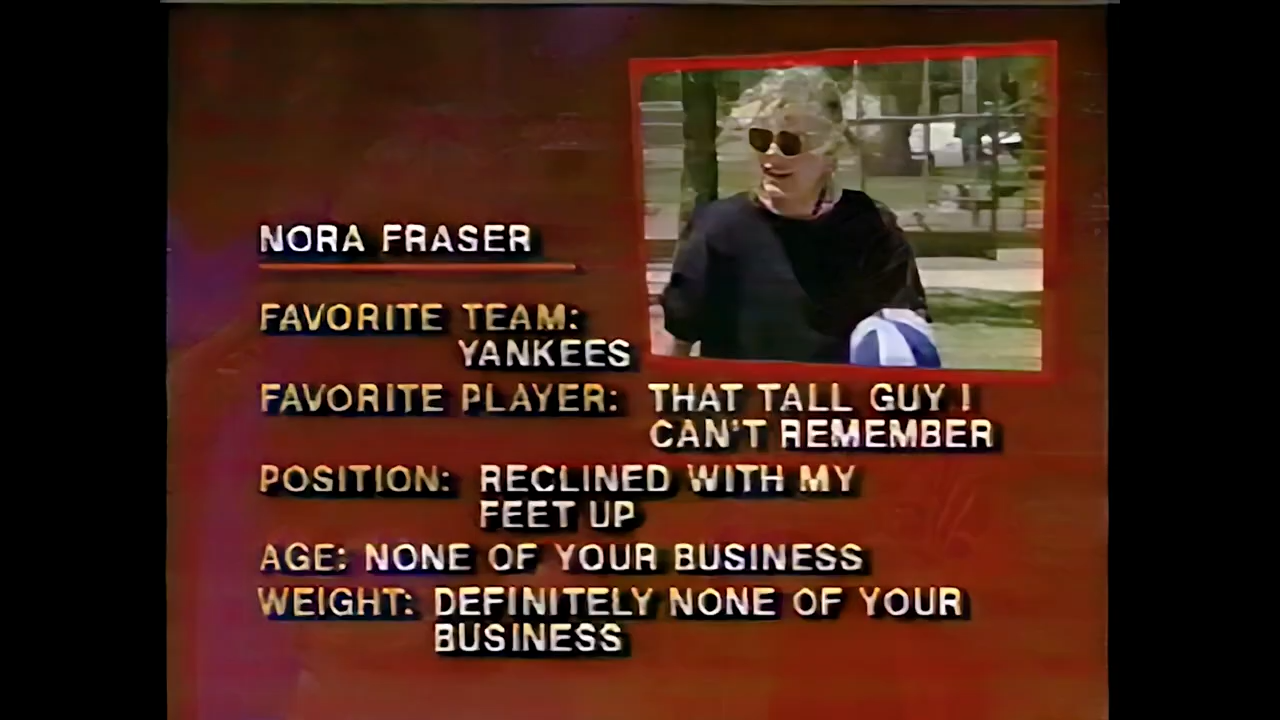 NORA FRASER
FAVORITE TEAM:
YANKEES
FAVORITE PLAYER: THAT TALL GUY I
CAN'T REMEMBER
POSITION: RECLINED WITH MY
FEET UP
AGE: NONE OF YOUR BUSINESS
WEIGHT: DEFINITELY NONE OF YOUR
BUSINESS